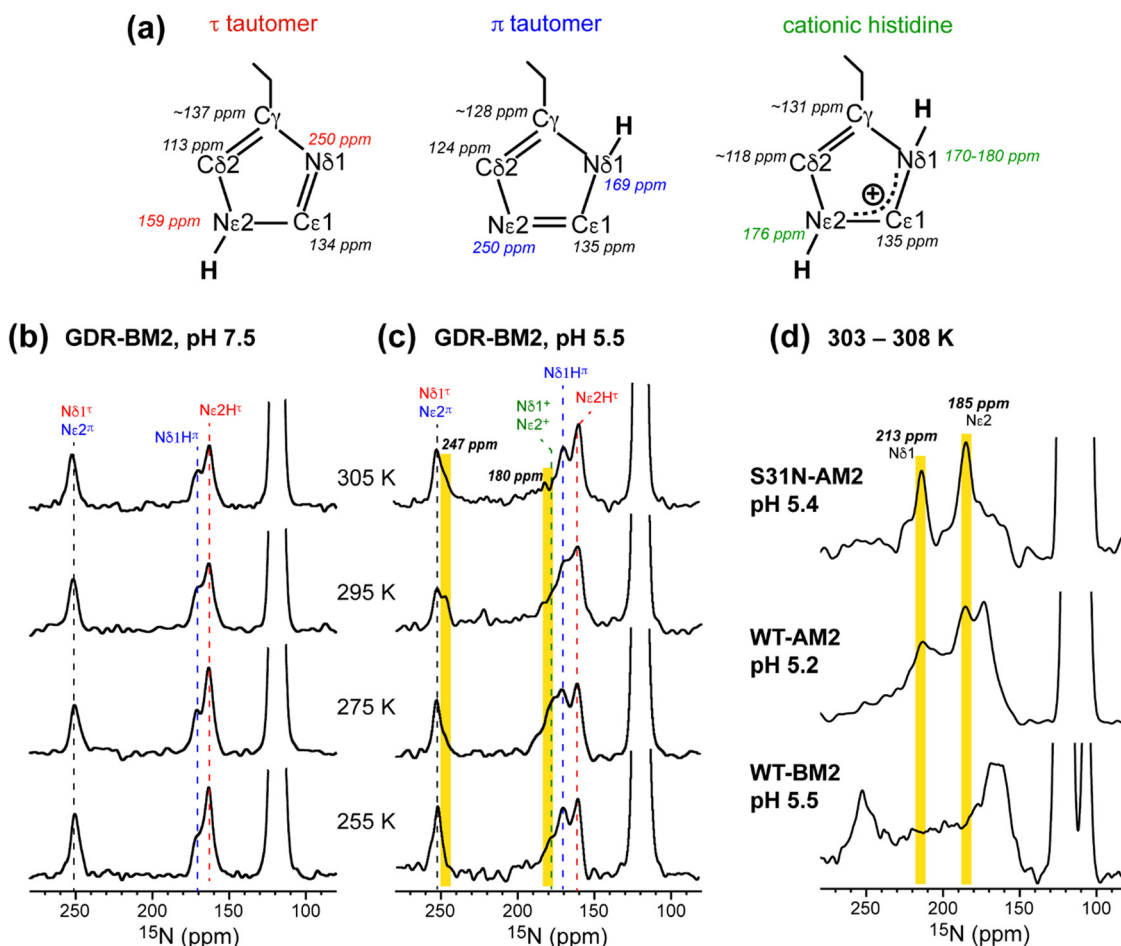 (a)
τ tautomer
π tautomer
cationic histidine
~137 ppm
Cγ
113 ppm
250 ppm
Cδ2
Nδ1
159 ppm
Nε2
Cε1
134 ppm
H
~128 ppm
Cγ
H
124 ppm
Cδ2
Nδ1
169 ppm
Nε2
Cε1
250 ppm
135 ppm
~131 ppm
Cγ
H
~118 ppm
Cδ2
Nδ1
170-180 ppm
+
Nε2
Cε1
176 ppm
135 ppm
H
(b) GDR-BM2, pH 7.5
Nδ1τ
Nε2π
Nδ1Hπ
Nε2Hτ
250 200 150 100
15N (ppm)
(c) GDR-BM2, pH 5.5
Nδ1Hπ
Nδ1τ
Nε2π
Nδ1+
Nε2+
Nε2Hτ
247 ppm
180 ppm
305 K
295 K
275 K
255 K
250 200 150 100
15N (ppm)
(d) 303 – 308 K
185 ppm
Nε2
213 ppm
Nδ1
S31N-AM2
pH 5.4
WT-AM2
pH 5.2
WT-BM2
pH 5.5
250 200 150 100
15N (ppm)